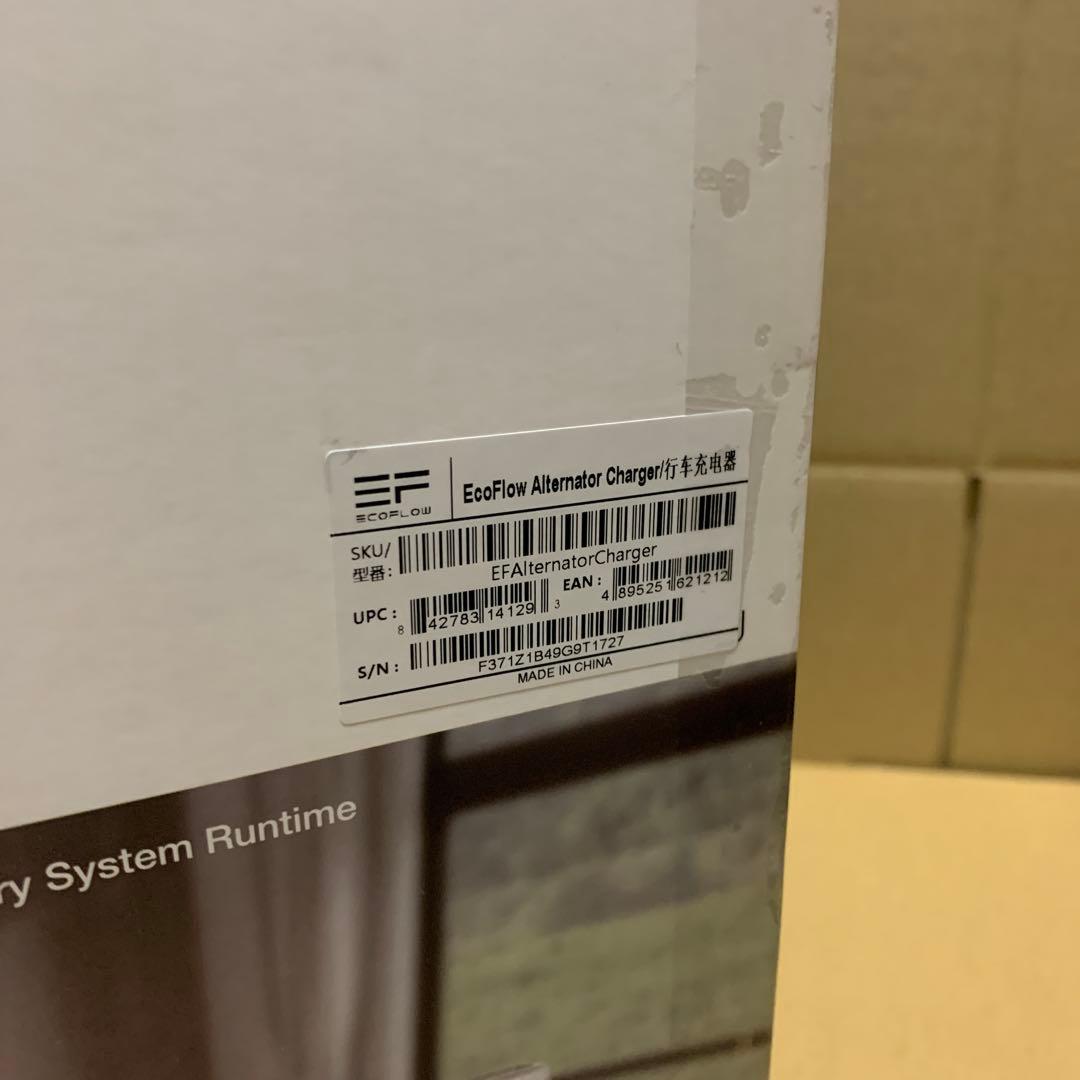 EF
ECOFLOW
EcoFlow Alternator Charger/行车充电器
SKU/
型番:
EFAlternatorCharger
UPC: 8 42783 14129 3
EAN: 4 895251 621212
S/N:
F371Z1B49G9T1727
MADE IN CHINA
ry System Runtime